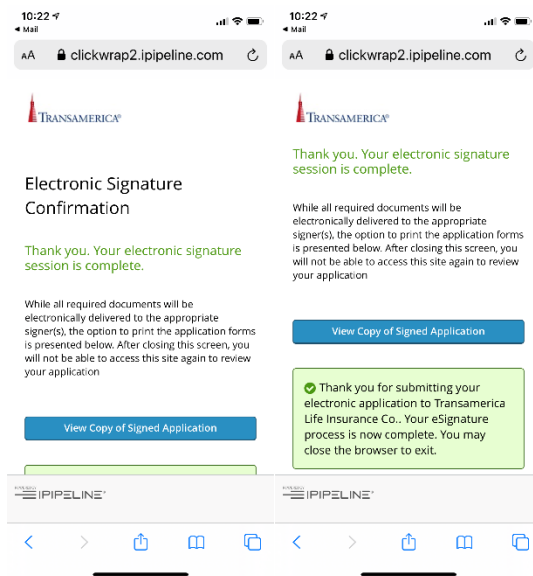 10:22
Mail
AA clickwrap2.ipipeline.com
TRANSAMERICA®
Electronic Signature
Confirmation
Thank you. Your electronic signature
session is complete.
While all required documents will be
electronically delivered to the appropriate
signer(s), the option to print the application forms
is presented below. After closing this screen, you
will not be able to access this site again to review
your application
View Copy of Signed Application
IPIPELINE®
10:22
Mail
AA clickwrap2.ipipeline.com
TRANSAMERICA®
Thank you. Your electronic signature
session is complete.
While all required documents will be
electronically delivered to the appropriate
signer(s), the option to print the application forms
is presented below. After closing this screen, you
will not be able to access this site again to review
your application
View Copy of Signed Application
Thank you for submitting your
electronic application to Transamerica
Life Insurance Co.. Your eSignature
process is now complete. You may
close the browser to exit.
IPIPELINE®